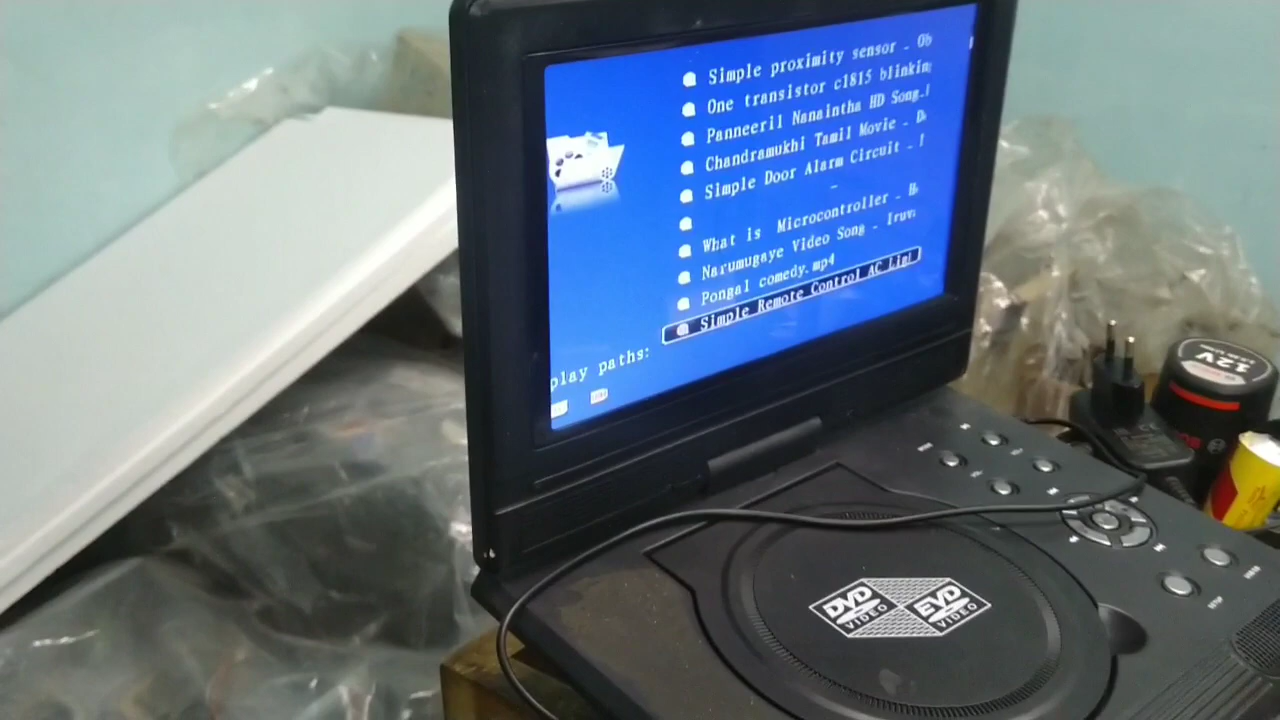 Simple proximity sensor - Ob
One transistor c1815 blinkin
Panneeril Nanaintha HD Song.
Chandramukhi Tamil Movie - D
Simple Door Alarm Circuit -
What is Microcontroller - H
Narumugaye Video Song - Iruv
Pongal comedy.mp4
Simple Remote Control AC Lig
play paths:
12V
DVD
VIDEO
EVD
VIDEO